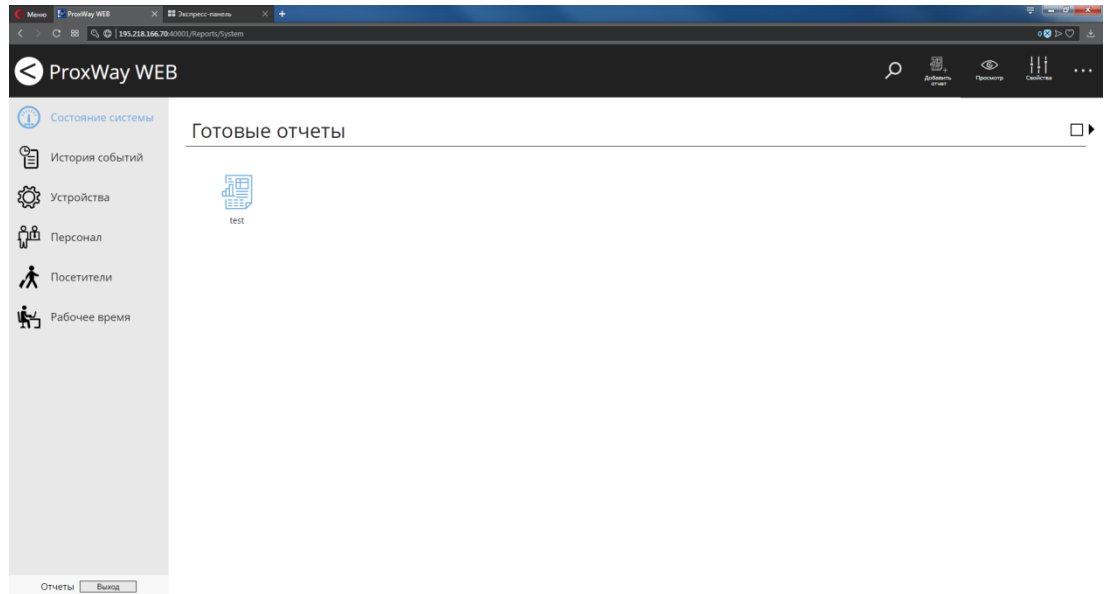 Меню ProxWay WEB Экспресс-панель
195.218.166.70:40001/Reports/System
0
ProxWay WEB
Добавить отчет
Просмотр
Свойства
Состояние системы
История событий
Устройства
Персонал
Посетители
Рабочее время
Готовые отчеты
test
Отчеты Выход